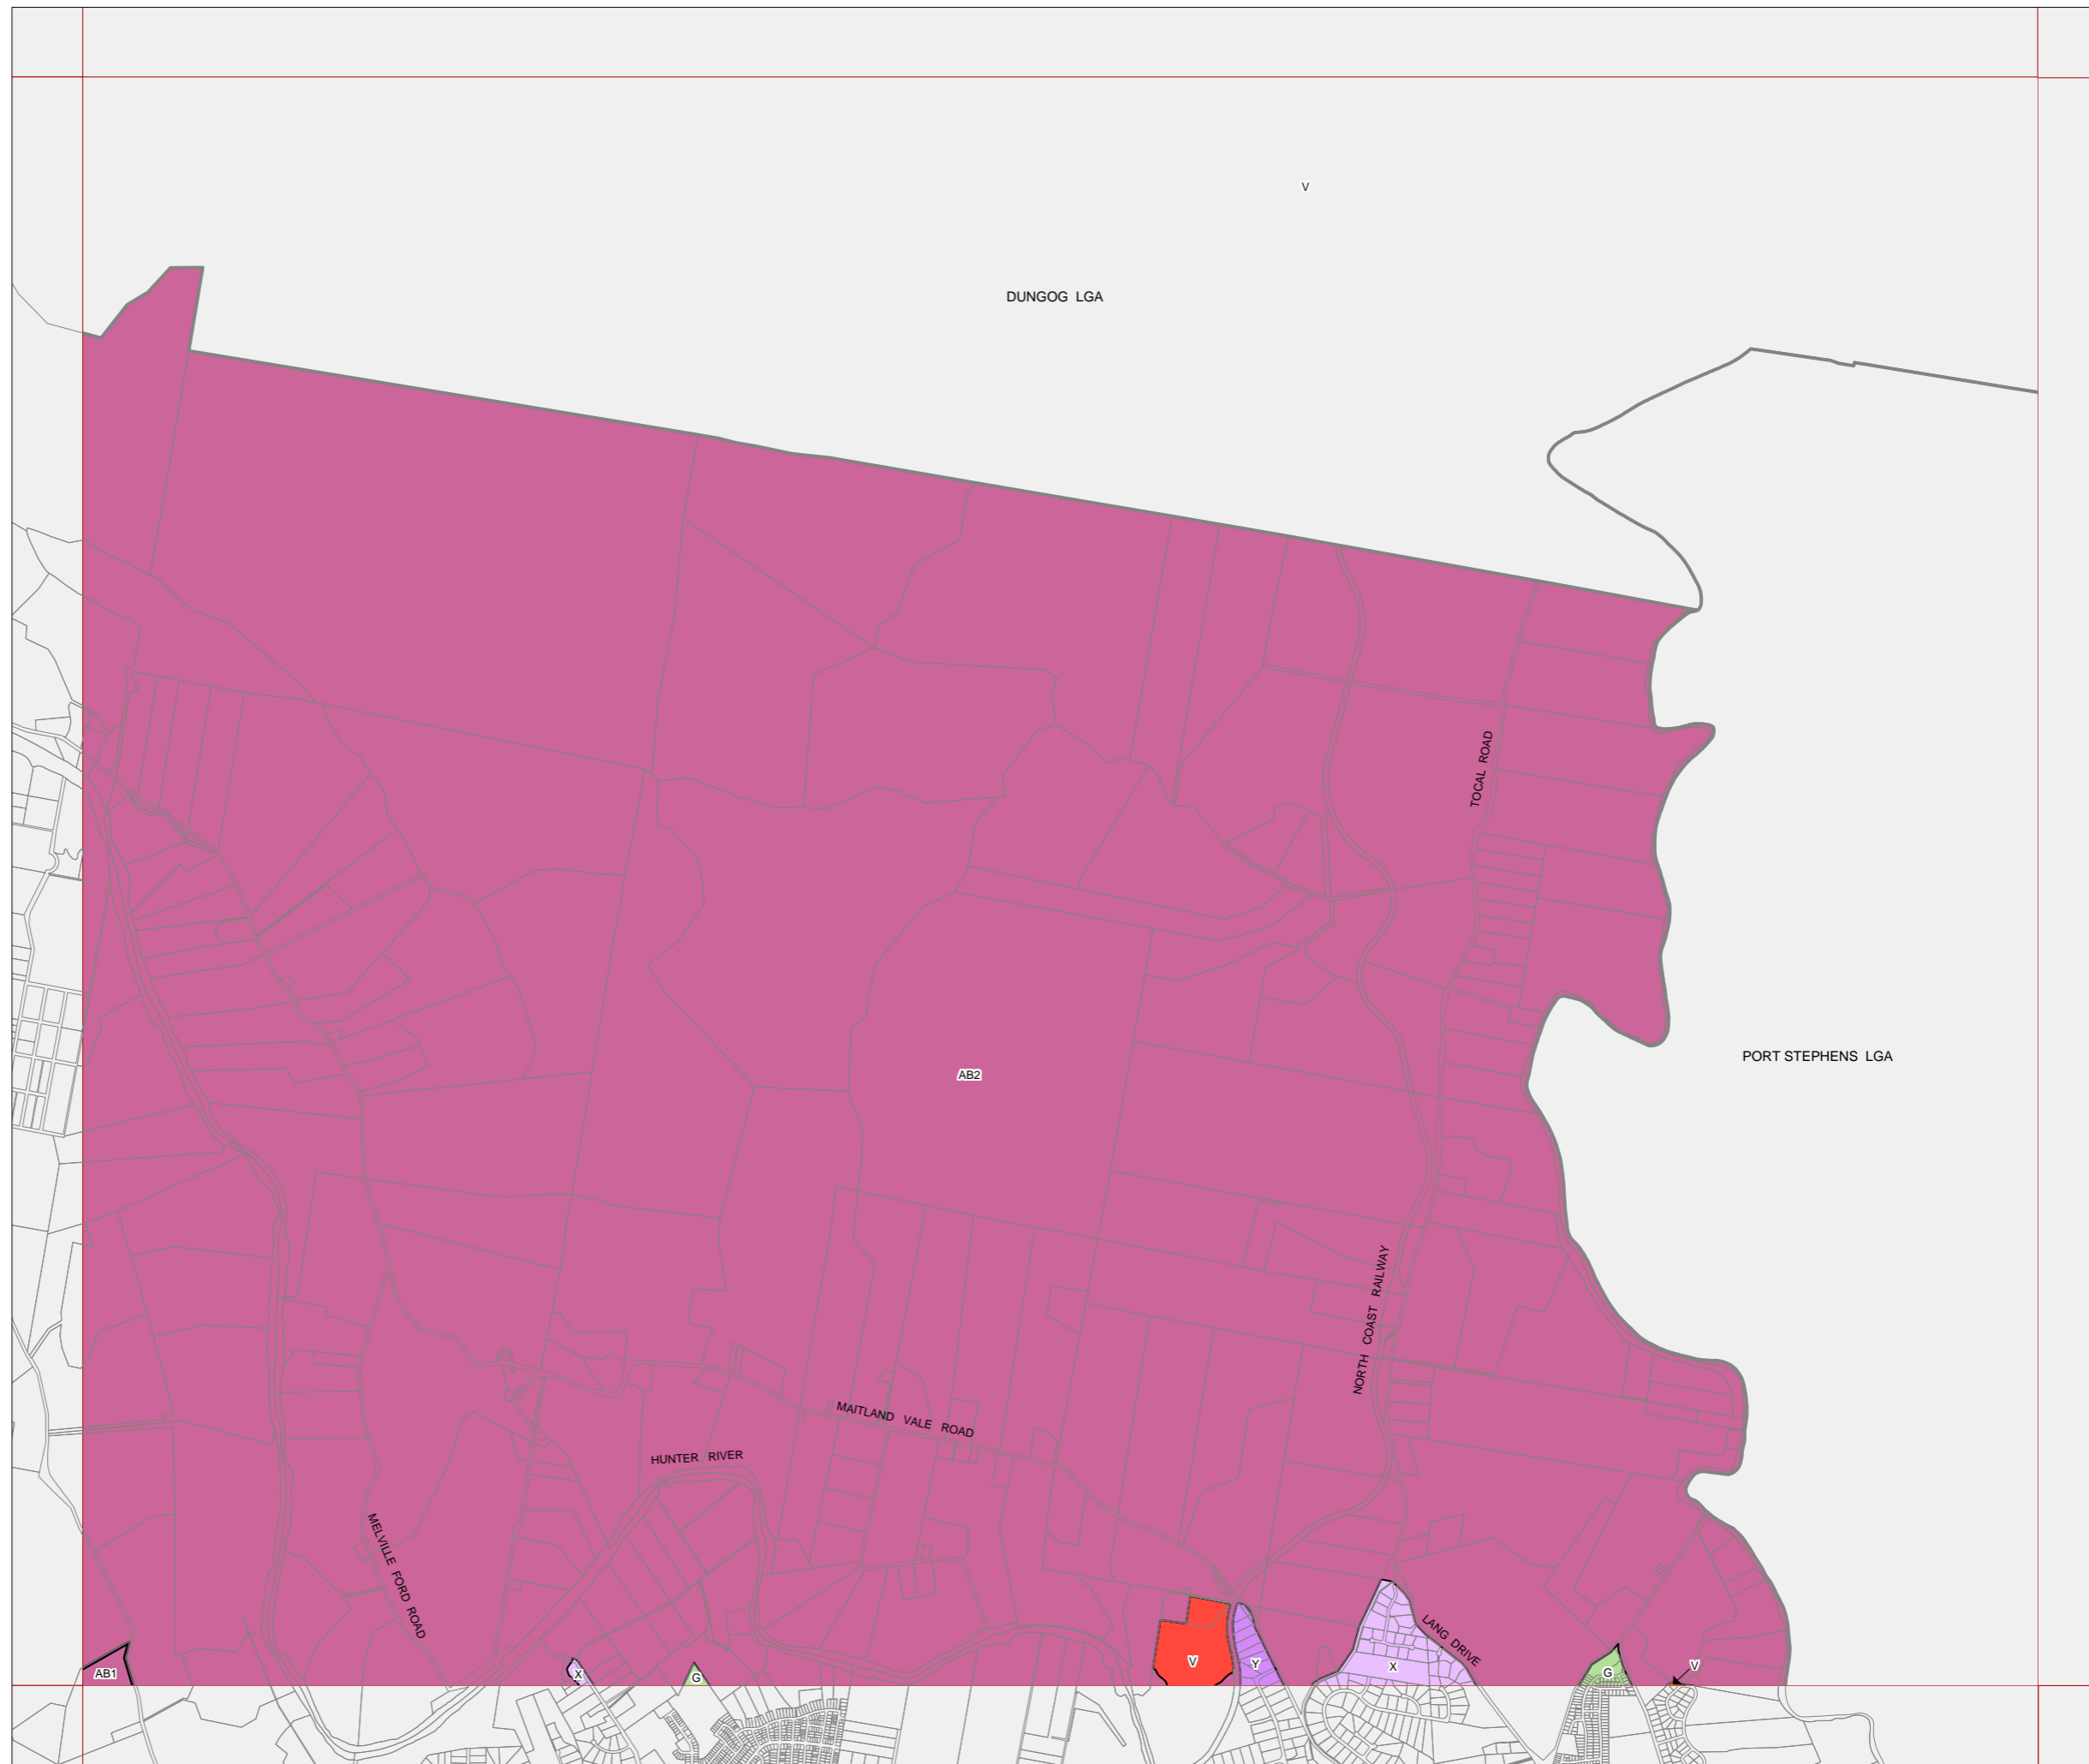 V
DUNGOG LGA
TOCAL ROAD
PORT STEPHENS LGA
AB2
NORTH COAST RAILWAY
MAITLAND VALE ROAD
HUNTER RIVER
MELVILLE FORD ROAD
LANG DRIVE
AB1
X
G
V
Y
X
G
V